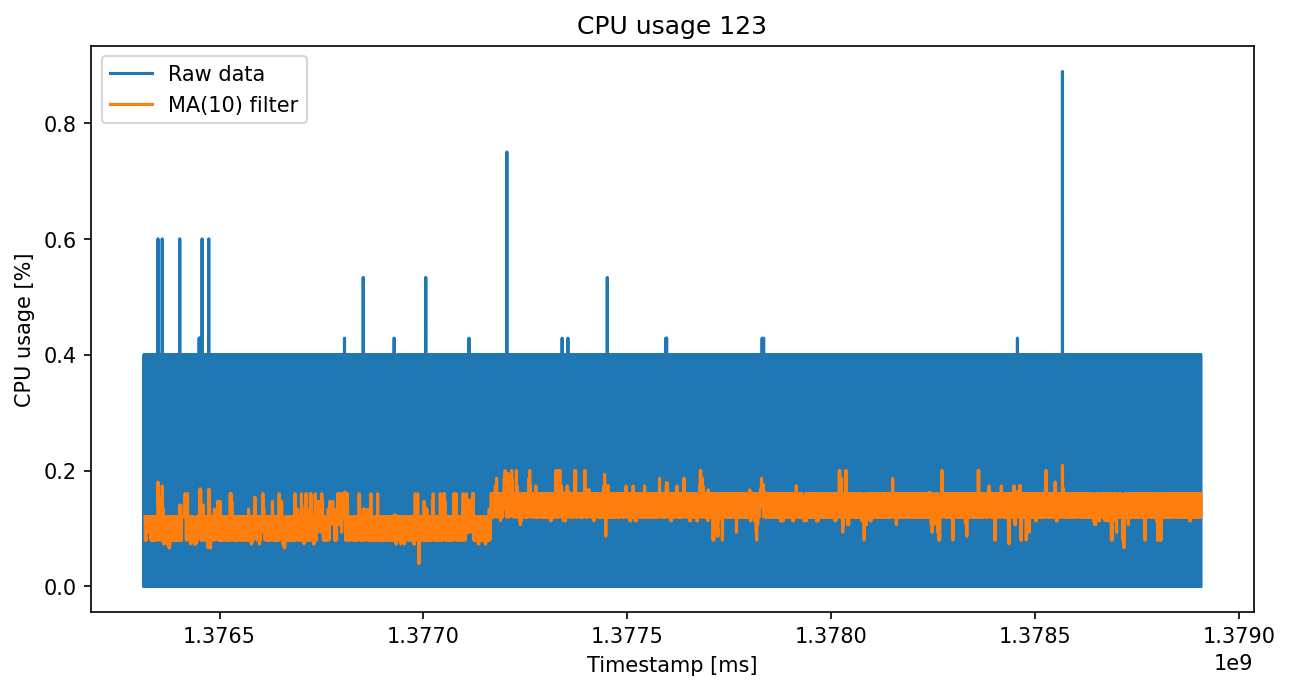 CPU usage 123
Raw data
MA(10) filter
CPU usage [%]
0.8
0.6
0.4
0.2
0.0
1.3765 1.3770 1.3775 1.3780 1.3785 1.3790
1e9
Timestamp [ms]